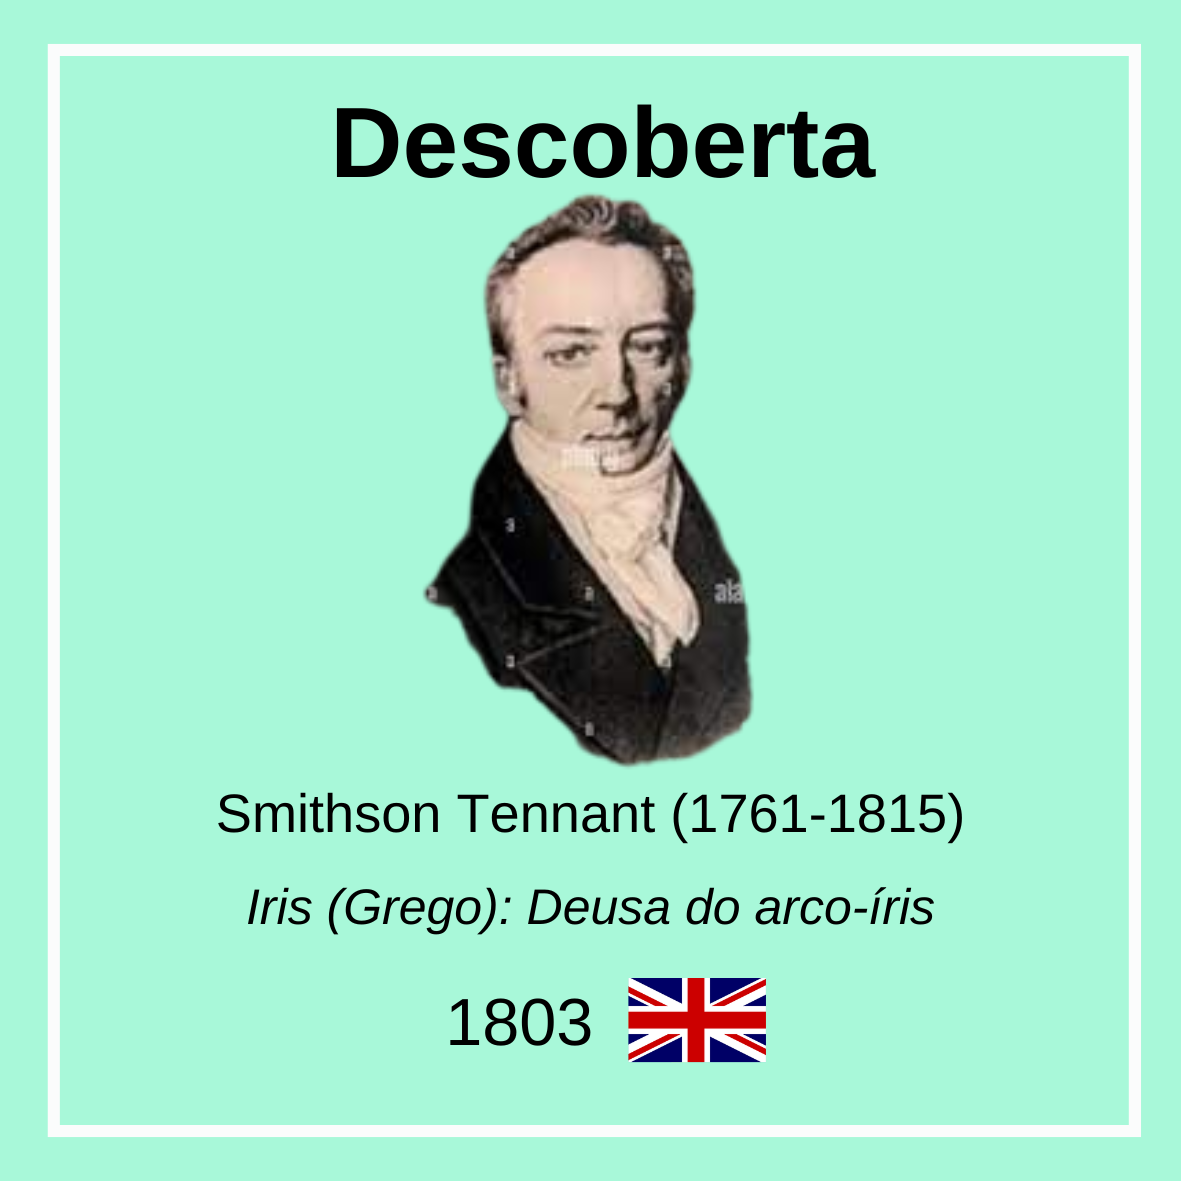 Descoberta
Smithson Tennant (1761-1815)
Iris (Grego): Deusa do arco-íris
1803